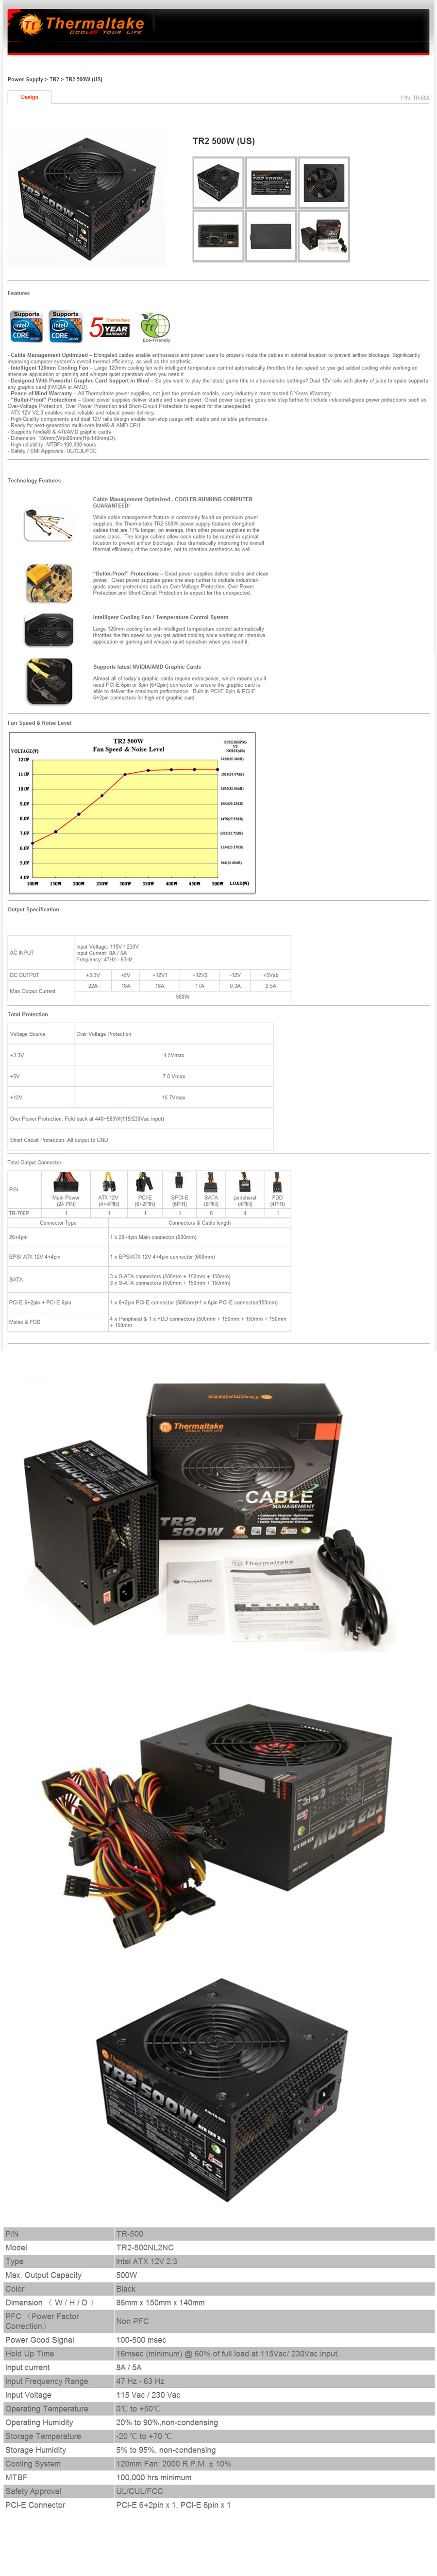 Thermaltake
COOL all YOUR LIFE
Power Supply > TR2 > TR2 500W (US)
Design
P/N: TR-500
TR2 500W (US)
Features
Supports
intel
Core
Supports
intel
Core
5 Thermaltake
YEAR
WARRANTY
Eco-Friendly
- Cable Management Optimized – Elongated cables enable enthusiasts and power users to properly route the cables in optimal location to prevent airflow blockage. Significantly
improving computer system's overall thermal efficiency, as well as the aesthetic.
- Intelligent 120mm Cooling Fan – Large 120mm cooling fan with intelligent temperature control automatically throttles the fan speed so you get added cooling while working on
intensive application or gaming and whisper quiet operation when you need it.
- Designed With Powerful Graphic Card Support in Mind – So you want to play the latest game title in ultra-realistic settings? Dual 12V rails with plenty of juice to spare supports
any graphic card (NVIDIA or AMD).
- Peace of Mind Warranty – All Thermaltake power supplies, not just the premium models, carry industry's most trusted 5 Years Warranty.
- "Bullet-Proof" Protections – Good power supplies deliver stable and clean power. Great power supplies goes one step further to include industrial-grade power protections such as
Over-Voltage Protection, Over Power Protection and Short-Circuit Protection to expect for the unexpected.
- ATX 12V V2.3 enables most reliable and robust power delivery.
- High-Quality components and dual 12V rails design enable non-stop usage with stable and reliable performance.
- Ready for next-generation multi-core Intel® & AMD CPU.
- Supports Nvidia® & ATI/AMD graphic cards
- Dimension: 150mm(W)x86mm(H)x140mm(D)
- High reliability: MTBF>100,000 hours.
- Safety / EMI Approvals: UL/CUL/FCC
Technology Features
Cable Management Optimized - COOLER.RUNNING COMPUTER
GUARANTEED!
While cable management feature is commonly found on premium power
supplies, the Thermaltake TR2 500W power supply features elongated
cables that are 17% longer, on average, than other power supplies in the
same class. The longer cables allow each cable to be routed in optimal
location to prevent airflow blockage, thus dramatically improving the overall
thermal efficiency of the computer, not to mention aesthetics as well.
"Bullet-Proof" Protections – Good power supplies deliver stable and clean
power. Great power supplies goes one step further to include industrial-
grade power protections such as Over-Voltage Protection, Over Power
Protection and Short-Circuit Protection to expect for the unexpected.
Intelligent Cooling Fan / Temperature Control System
Large 120mm cooling fan with intelligent temperature control automatically
throttles the fan speed so you get added cooling while working on intensive
application or gaming and whisper quiet operation when you need it.
Supports latest NVIDIA/AMD Graphic Cards
Almost all of today's graphic cards require extra power, which means you'll
need PCI-E 6pin or 8pin (6+2pin) connector to ensure the graphic card is
able to deliver the maximum performance. Built in PCI-E 6pin & PCI-E
6+2pin connectors for high end graphic card.
Fan Speed & Noise Level
TR2 500W
Fan Speed & Noise Level
VOLTAGE(V)
SPEED(RPM)
VS
NOISE(dB)
12.0V
11.0V
10.0V
9.0V
8.0V
7.0V
6.0V
5.0V
4.0V
100W 150W 200W 250W 300W 350W 400W 450W 500W LOAD(W)
Output Specification
AC INPUT
Input Voltage: 115V / 230V
Input Current: 8A / 5A
Frequency: 47Hz - 63Hz
DC OUTPUT +3.3V +5V +12V1 +12V2 -12V +5Vsb
Max Output Current 22A 18A 18A 17A 0.3A 2.5A
500W
Total Protection
Voltage Source Over Voltage Protection
+3.3V 4.5Vmax
+5V 7.0 Vmax
+12V 15.7Vmax
Over Power Protection: Fold back at 440~580W(115/230Vac input)
Short Circuit Protection: All output to GND
Total Output Connector
P/N Main Power (24 PIN) ATX 12V (4+4PIN) PCI-E (6+2PIN) SPCI-E (6PIN) SATA (5PIN) peripheral (4PIN) FDD (4PIN)
TR-700P 1 1 1 1 6 4 1
Connector Type Connectors & Cable length
20+4pin 1 x 20+4pin Main connector (600mm)
EPS/ ATX 12V 4+4pin 1 x EPS/ATX 12V 4+4pin connector (600mm)
SATA
3 x S-ATA connectors (500mm + 150mm + 150mm)
3 x S-ATA connectors (500mm + 150mm + 150mm)
PCI-E 6+2pin + PCI-E 6pin 1 x 6+2pin PCI-E connector (500mm)+1 x 6pin PCI-E connector(150mm)
Molex & FDD
4 x Peripheral & 1 x FDD connectors (500mm + 150mm + 150mm + 150mm
+ 150mm
Thermaltake
Thermaltake
COOL all YOUR LIFE
CABLE
MANAGEMENT
TR2
500W
TR2 500W
Thermaltake
TR2 500W
Thermaltake
TR2 500W
P/N TR-500
Model TR2-500NL2NC
Type Intel ATX 12V 2.3
Max. Output Capacity 500W
Color Black
Dimension （ W / H / D ） 86mm x 150mm x 140mm
PFC （Power Factor
Correction） Non PFC
Power Good Signal 100-500 msec
Hold Up Time 16msec (minimum) @ 60% of full load at 115Vac/ 230Vac input.
Input current 8A / 5A
Input Frequency Range 47 Hz - 63 Hz
Input Voltage 115 Vac / 230 Vac
Operating Temperature 0℃ to +50℃
Operating Humidity 20% to 90%,non-condensing
Storage Temperature -20 ℃ to +70 ℃
Storage Humidity 5% to 95%, non-condensing
Cooling System 120mm Fan: 2000 R.P.M. ± 10%
MTBF 100,000 hrs minimum
Safety Approval UL/CUL/FCC
PCI-E Connector PCI-E 6+2pin x 1, PCI-E 6pin x 1